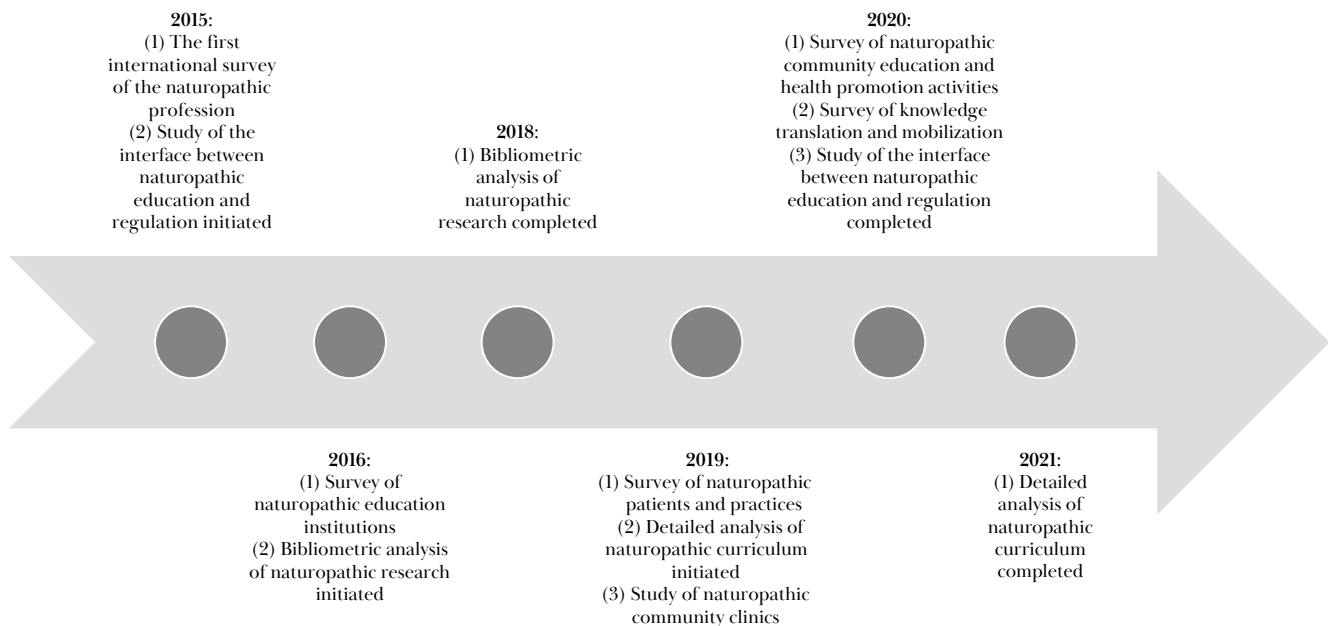 2015:
(1) The first
international survey
of the naturopathic
profession
(2) Study of the
interface between
naturopathic
education and
regulation initiated
2016:
(1) Survey of
naturopathic education
institutions
(2) Bibliometric analysis
of naturopathic research
initiated
2018:
(1) Bibliometric
analysis of
naturopathic
research completed
2019:
(1) Survey of naturopathic
patients and practices
(2) Detailed analysis of
naturopathic curriculum
initiated
(3) Study of naturopathic
community clinics
2020:
(1) Survey of naturopathic
community education and
health promotion activities
(2) Survey of knowledge
translation and mobilization
(3) Study of the interface
between naturopathic
education and regulation
completed
2021:
(1) Detailed
analysis of
naturopathic
curriculum
completed